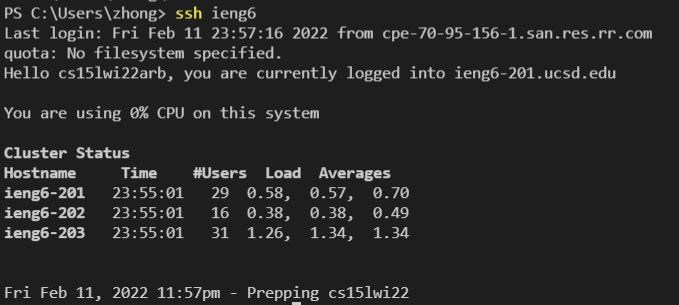 PS C:\Users\zhong> ssh ieng6
Last login: Fri Feb 11 23:57:16 2022 from cpe-70-95-156-1.san.res.rr.com
quota: No filesystem specified.
Hello cs15lwi22arb, you are currently logged into ieng6-201.ucsd.edu
You are using 0% CPU on this system
Cluster Status
Hostname     Time    #Users  Load  Averages
ieng6-201   23:55:01   29  0.58,  0.57,  0.70
ieng6-202   23:55:01   16  0.38,  0.38,  0.49
ieng6-203   23:55:01   31  1.26,  1.34,  1.34
Fri Feb 11, 2022 11:57pm - Prepping cs15lwi22